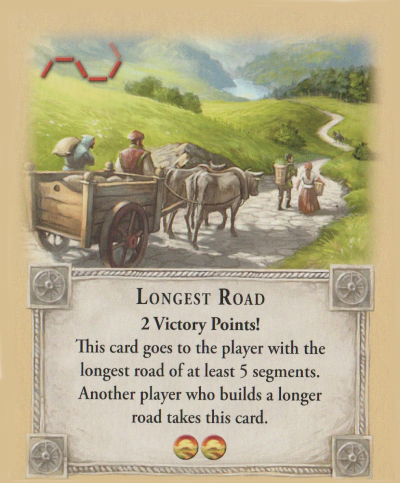 Longest Road
2 Victory Points!
This card goes to the player with the
longest road of at least 5 segments.
Another player who builds a longer
road takes this card.